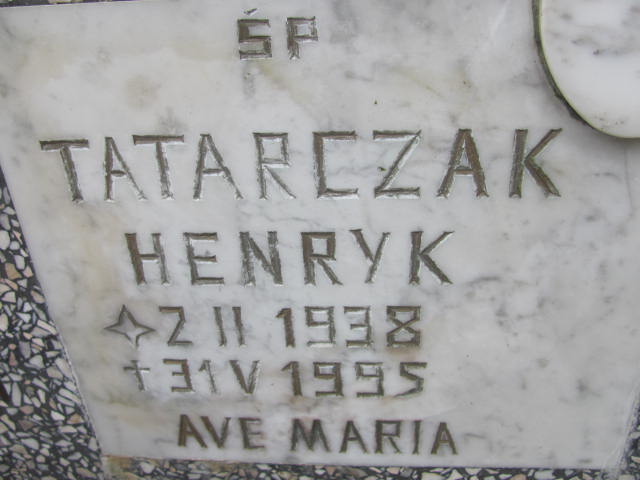 ŚP
TATARCZAK
HENRYK
✧ 2 II 1938
† 31 V 1995
AVE MARIA